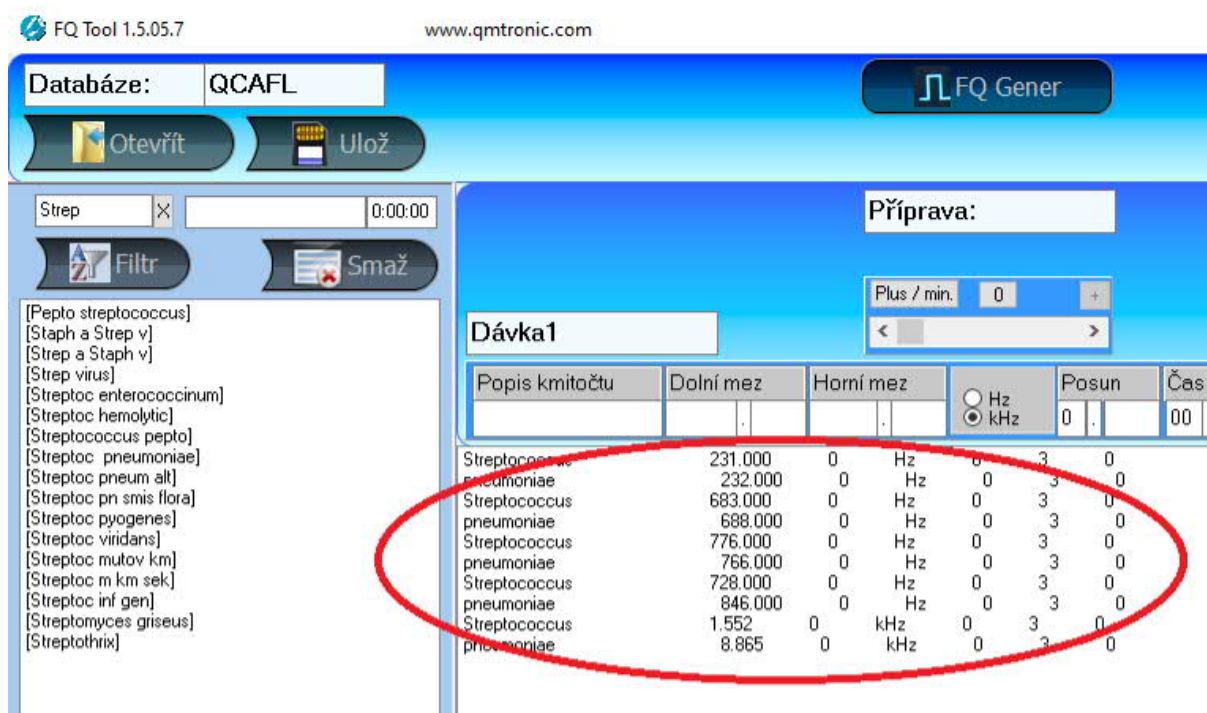 FQ Tool 1.5.05.7 www.qmtronic.com
Databáze: QCAFL
FQ Gener
Otevřít Ulož
Strep X 0:00:00
Příprava:
Filtr Smaž
Plus / min. 0 +
< >
Dávka1
[Pepto streptococcus]
[Staph a Strep v]
[Strep a Staph v]
[Strep virus]
[Streptoc enterococcinum]
[Streptoc hemolytic]
[Streptococcus pepto]
[Streptoc pneumoniae]
[Streptoc pneum alt]
[Streptoc pn smis flora]
[Streptoc pyogenes]
[Streptoc viridans]
[Streptoc mutov km]
[Streptoc m km sek]
[Streptoc inf gen]
[Streptomyces griseus]
[Streptothrix]
Popis kmitočtu Dolní mez Horní mez Hz Posun Čas
. . kHz 0 . 00
Streptococcus 231.000 0 Hz 0 3 0
pneumoniae 232.000 0 Hz 0 3 0
Streptococcus 683.000 0 Hz 0 3 0
pneumoniae 688.000 0 Hz 0 3 0
Streptococcus 776.000 0 Hz 0 3 0
pneumoniae 766.000 0 Hz 0 3 0
Streptococcus 728.000 0 Hz 0 3 0
pneumoniae 846.000 0 Hz 0 3 0
Streptococcus 1.552 0 kHz 0 3 0
pneumoniae 8.865 0 kHz 0 3 0